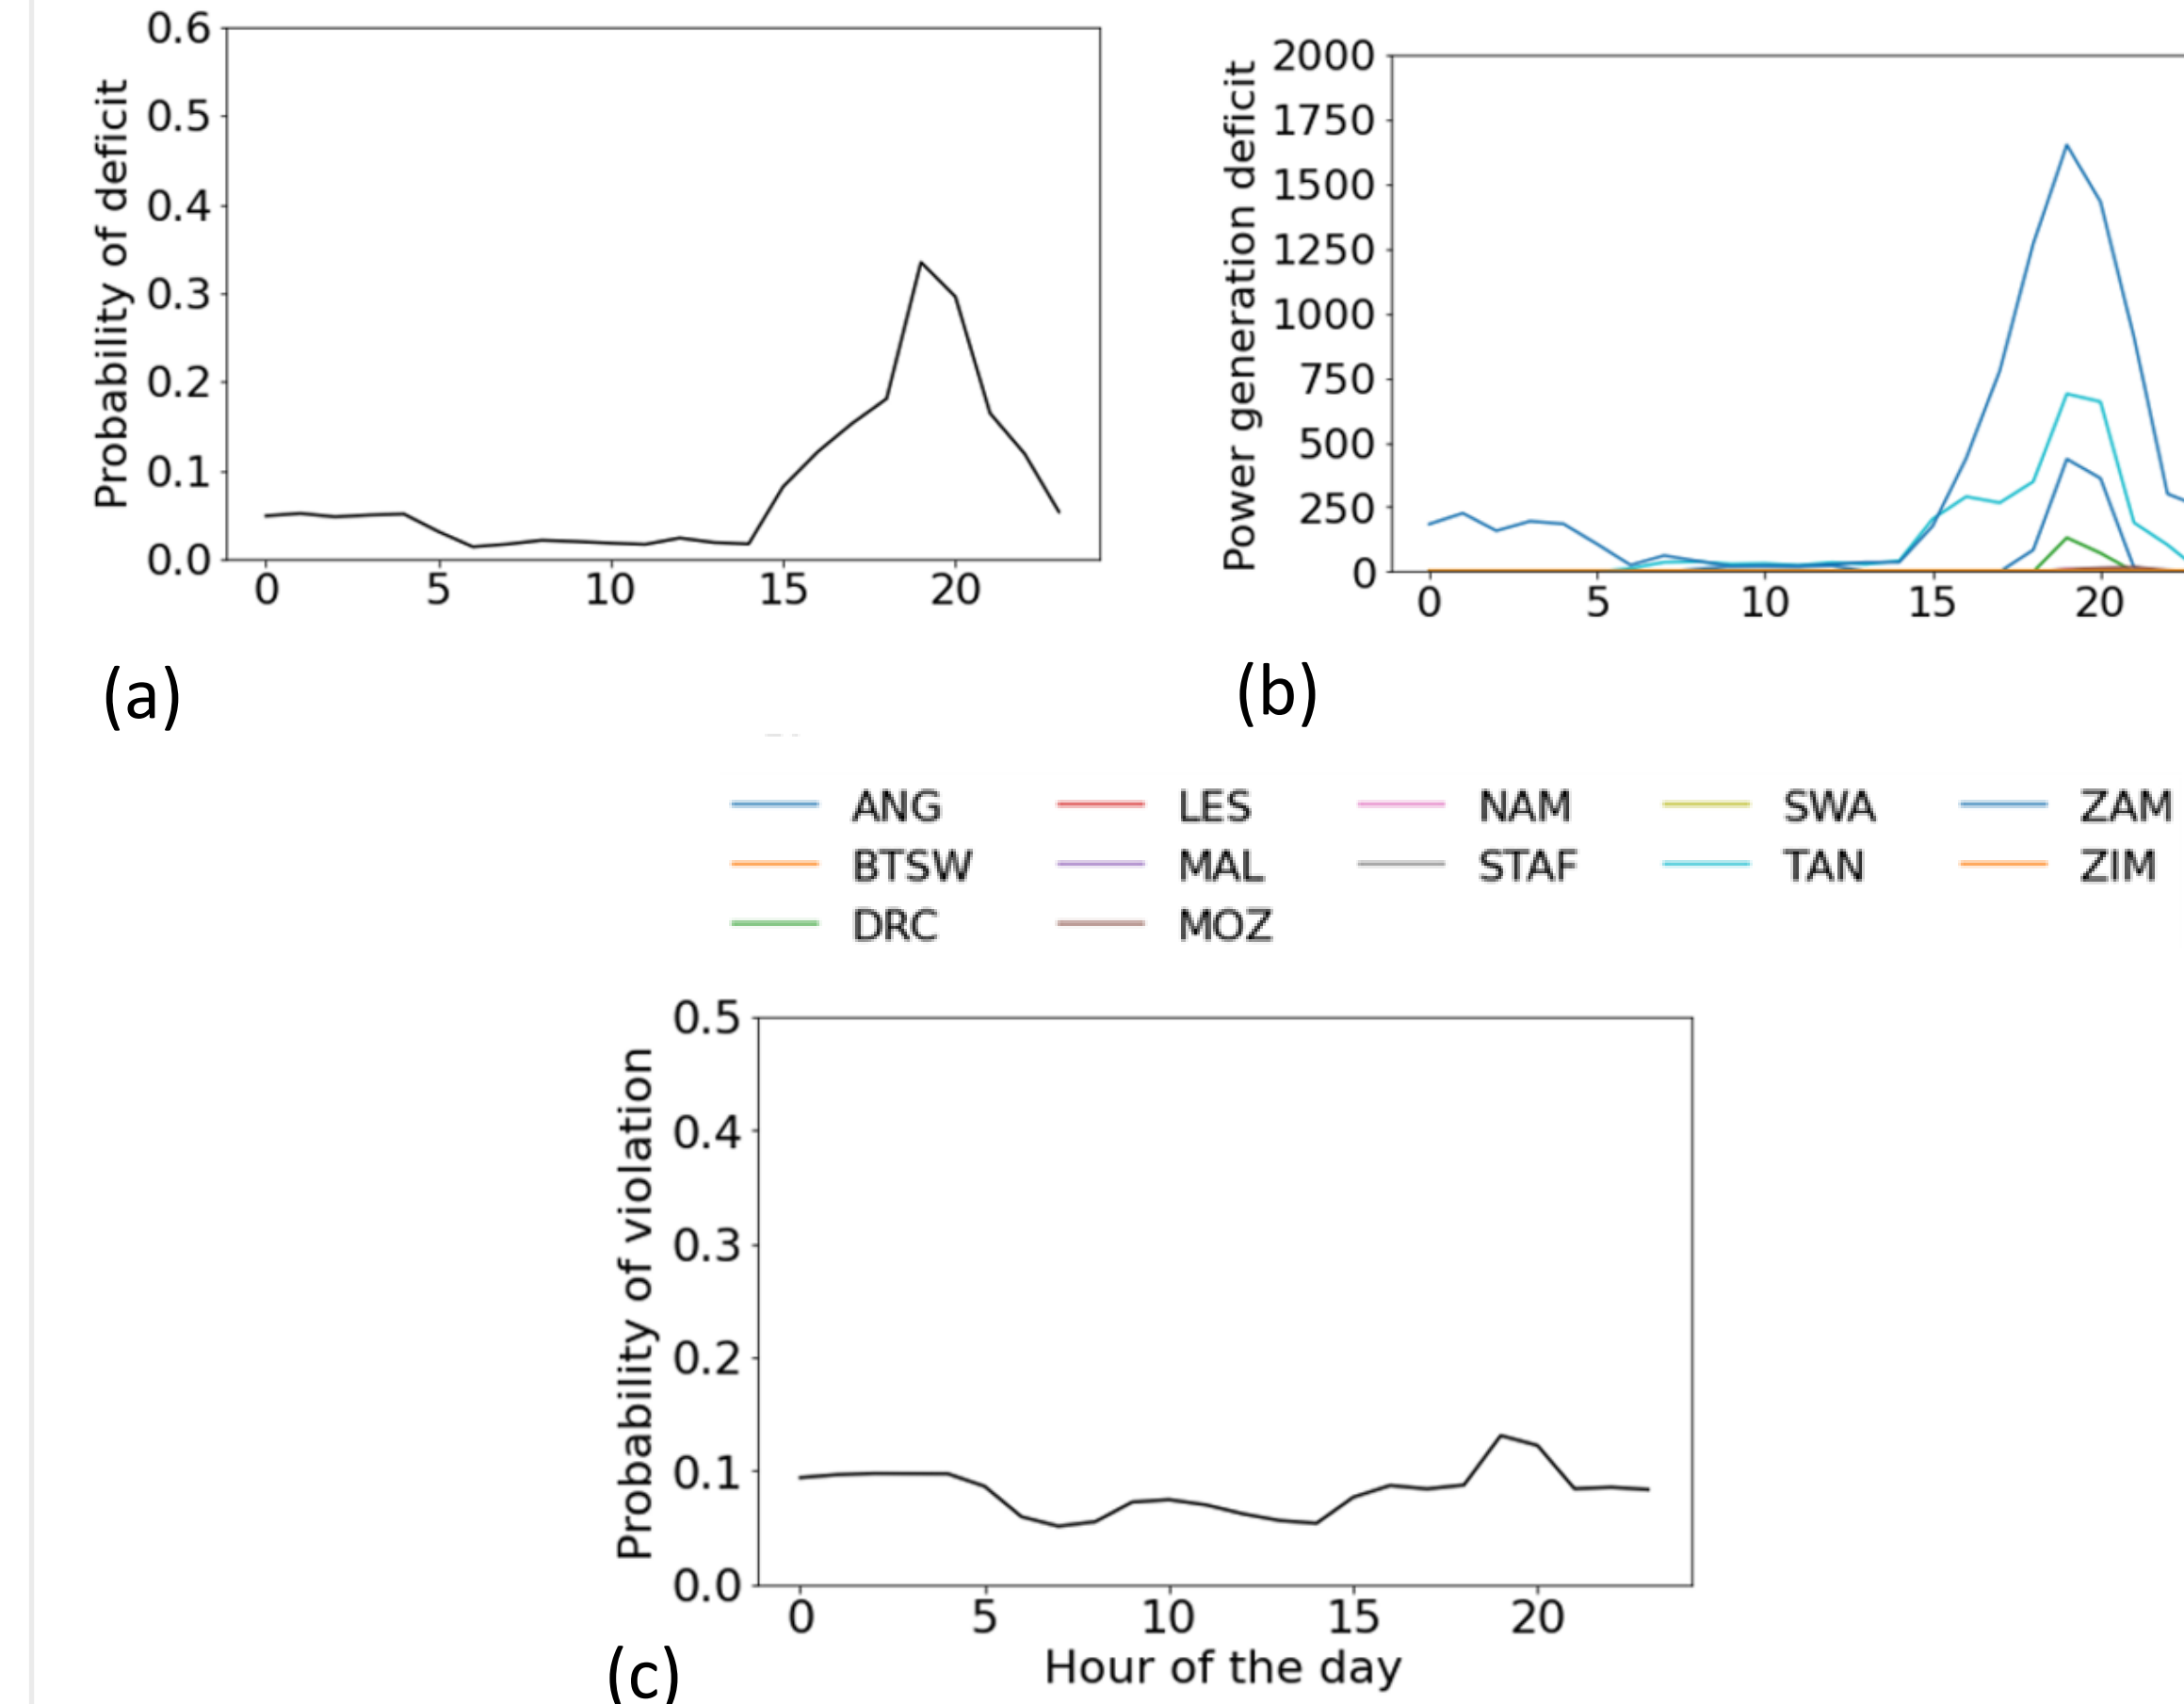 Probability of deficit
0.6
0.5
0.4
0.3
0.2
0.1
0.0
0 5 10 15 20
(a)
Power generation deficit
2000
1750
1500
1250
1000
750
500
250
0
0 5 10 15 20
(b)
ANG LES NAM SWA ZAM
BTSW MAL STAF TAN ZIM
DRC MOZ
Probability of violation
0.5
0.4
0.3
0.2
0.1
0.0
0 5 10 15 20
Hour of the day
(c)